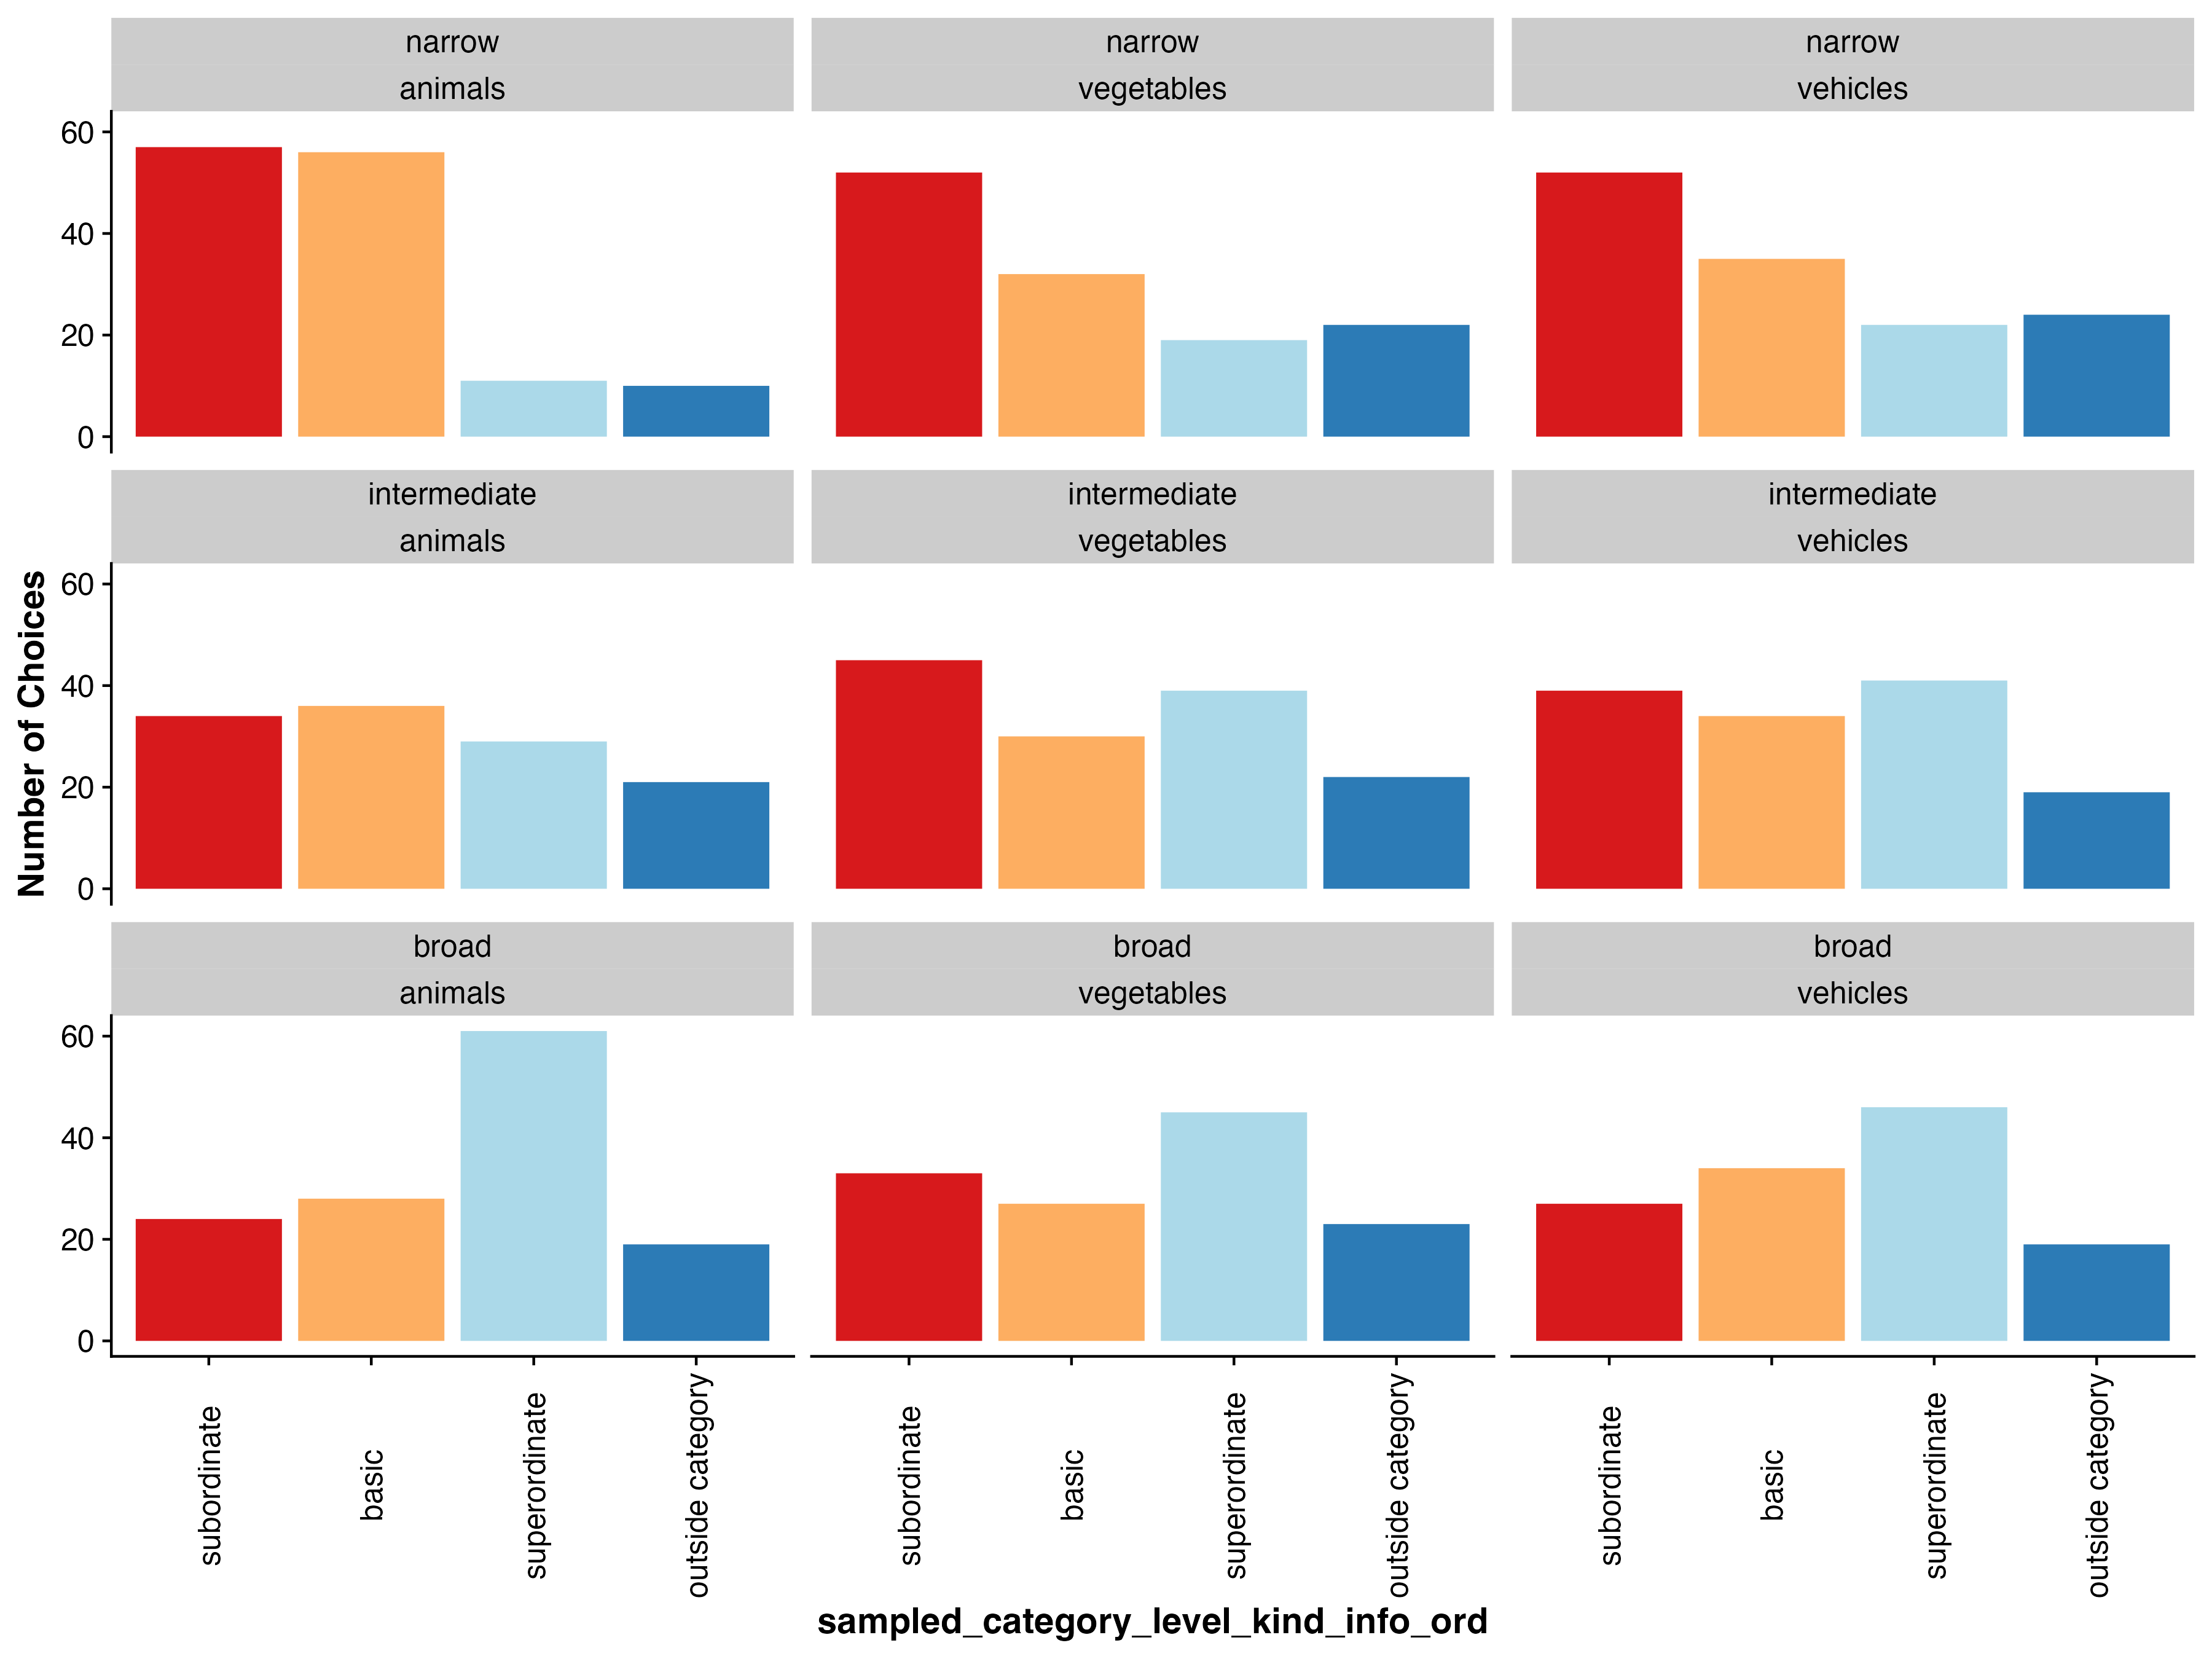 narrow
narrow
narrow
animals
vegetables
vehicles
60
40
20
0
intermediate
intermediate
intermediate
animals
vegetables
vehicles
60
40
20
0
Number of Choices
broad
broad
broad
animals
vegetables
vehicles
60
40
20
0
subordinate
basic
superordinate
outside category
subordinate
basic
superordinate
outside category
subordinate
basic
superordinate
outside category
sampled_category_level_kind_info_ord